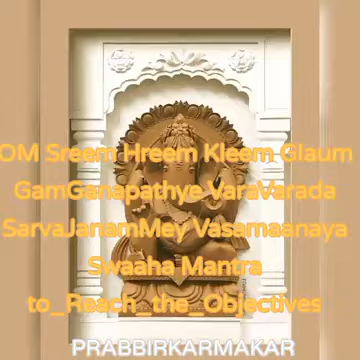 OM Sreem Hreem Kleem Glaum
GamGanapathye VaraVarada
SarvaJanamMey Vasamaanaya
Swaaha Mantra
to_Reach_the_Objectives
PRABBIRKARMAKAR